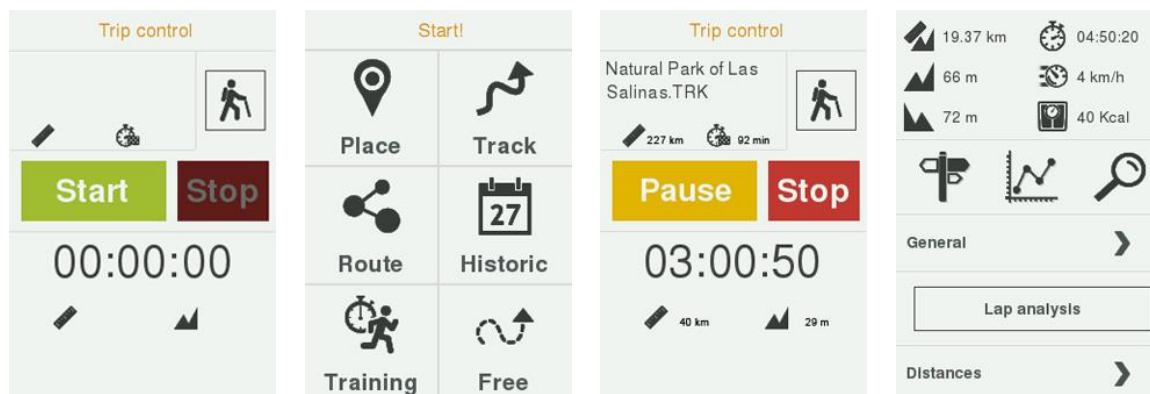 Trip control
Start
Stop
00:00:00
Start!
Place
Track
27
Route
Historic
Training
Free
Trip control
Natural Park of Las
Salinas.TRK
227 km
92 min
Pause
Stop
03:00:50
40 km
29 m
19.37 km
04:50:20
66 m
4 km/h
72 m
40 Kcal
General
Lap analysis
Distances